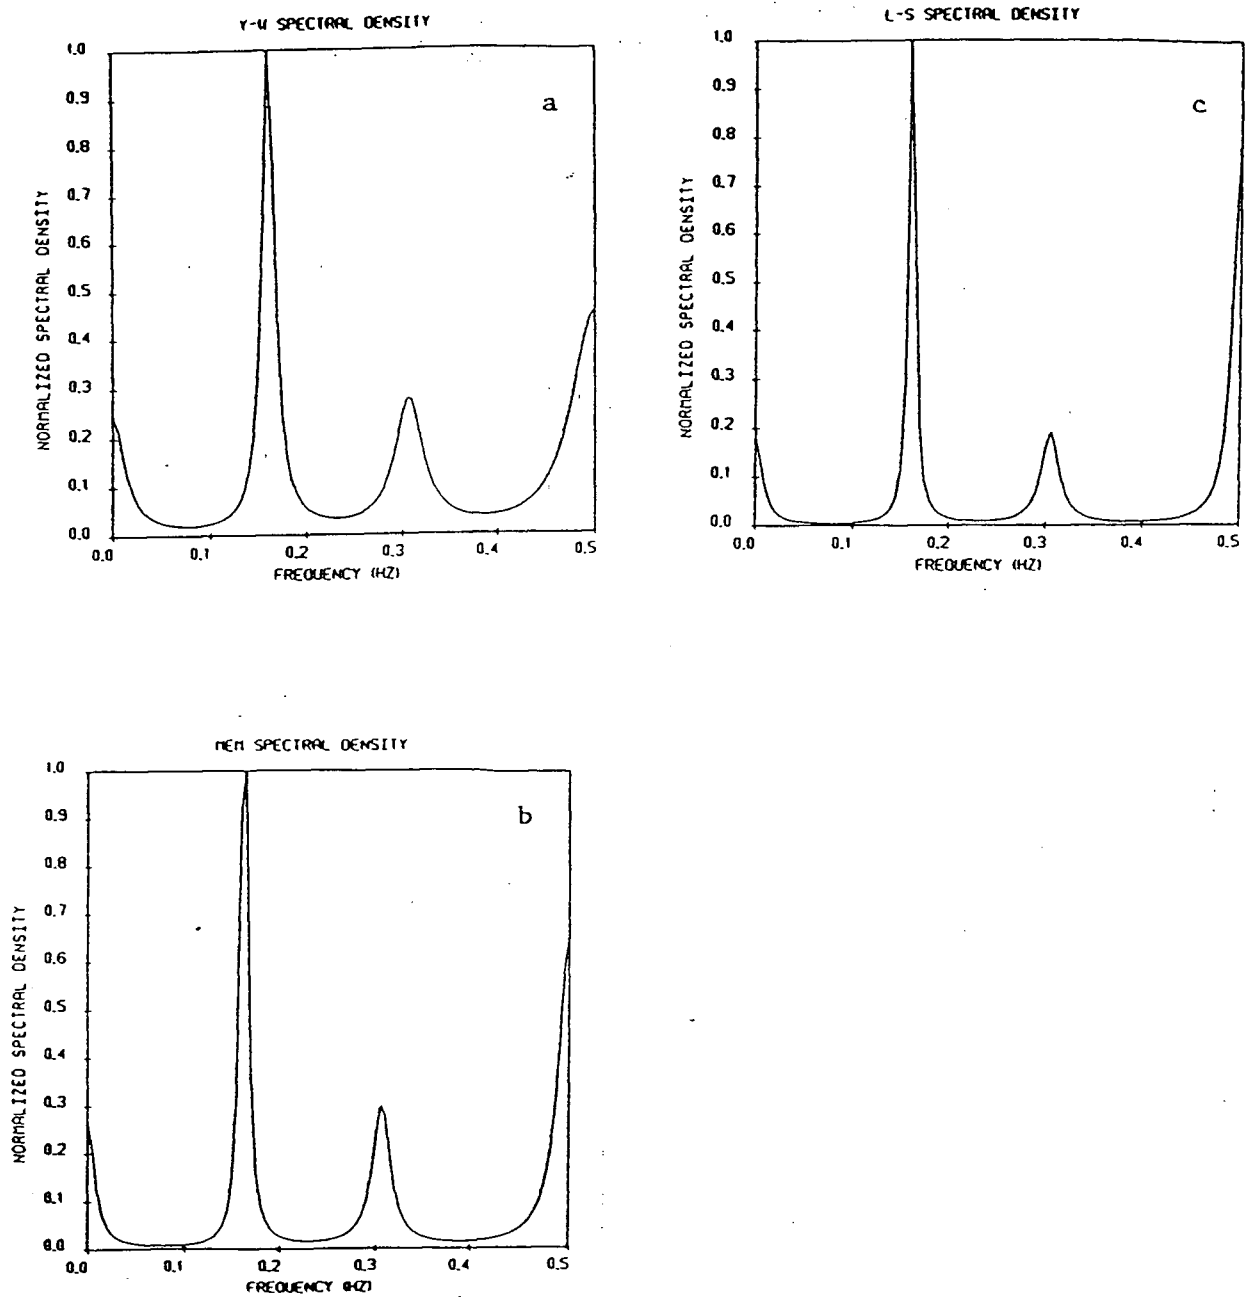 Y-W SPECTRAL DENSITY
a
NORMALIZED SPECTRAL DENSITY
1.0
0.9
0.8
0.7
0.6
0.5
0.4
0.3
0.2
0.1
0.0
0.0 0.1 0.2 0.3 0.4 0.5
FREQUENCY (HZ)
L-S SPECTRAL DENSITY
c
NORMALIZED SPECTRAL DENSITY
1.0
0.9
0.8
0.7
0.6
0.5
0.4
0.3
0.2
0.1
0.0
0.0 0.1 0.2 0.3 0.4 0.5
FREQUENCY (HZ)
MEM SPECTRAL DENSITY
b
NORMALIZED SPECTRAL DENSITY
1.0
0.9
0.8
0.7
0.6
0.5
0.4
0.3
0.2
0.1
0.0
0.0 0.1 0.2 0.3 0.4 0.5
FREQUENCY (HZ)